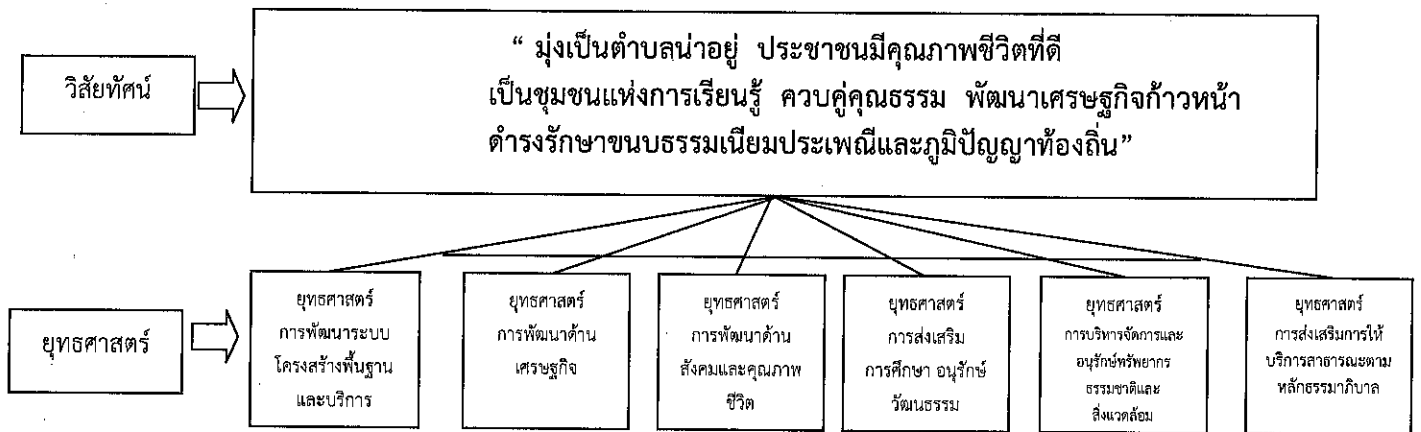 วิสัยทัศน์
“ มุ่งเป็นตำบลน่าอยู่ ประชาชนมีคุณภาพชีวิตที่ดี
เป็นชุมชนแห่งการเรียนรู้ ควบคู่คุณธรรม พัฒนาเศรษฐกิจก้าวหน้า
ดำรงรักษาขนบธรรมเนียมประเพณีและภูมิปัญญาท้องถิ่น”
ยุทธศาสตร์
ยุทธศาสตร์
การพัฒนาระบบ
โครงสร้างพื้นฐาน
และบริการ
ยุทธศาสตร์
การพัฒนาด้าน
เศรษฐกิจ
ยุทธศาสตร์
การพัฒนาด้าน
สังคมและคุณภาพ
ชีวิต
ยุทธศาสตร์
การส่งเสริม
การศึกษา อนุรักษ์
วัฒนธรรม
ยุทธศาสตร์
การบริหารจัดการและ
อนุรักษ์ทรัพยากร
ธรรมชาติและ
สิ่งแวดล้อม
ยุทธศาสตร์
การส่งเสริมการให้
บริการสาธารณะตาม
หลักธรรมาภิบาล